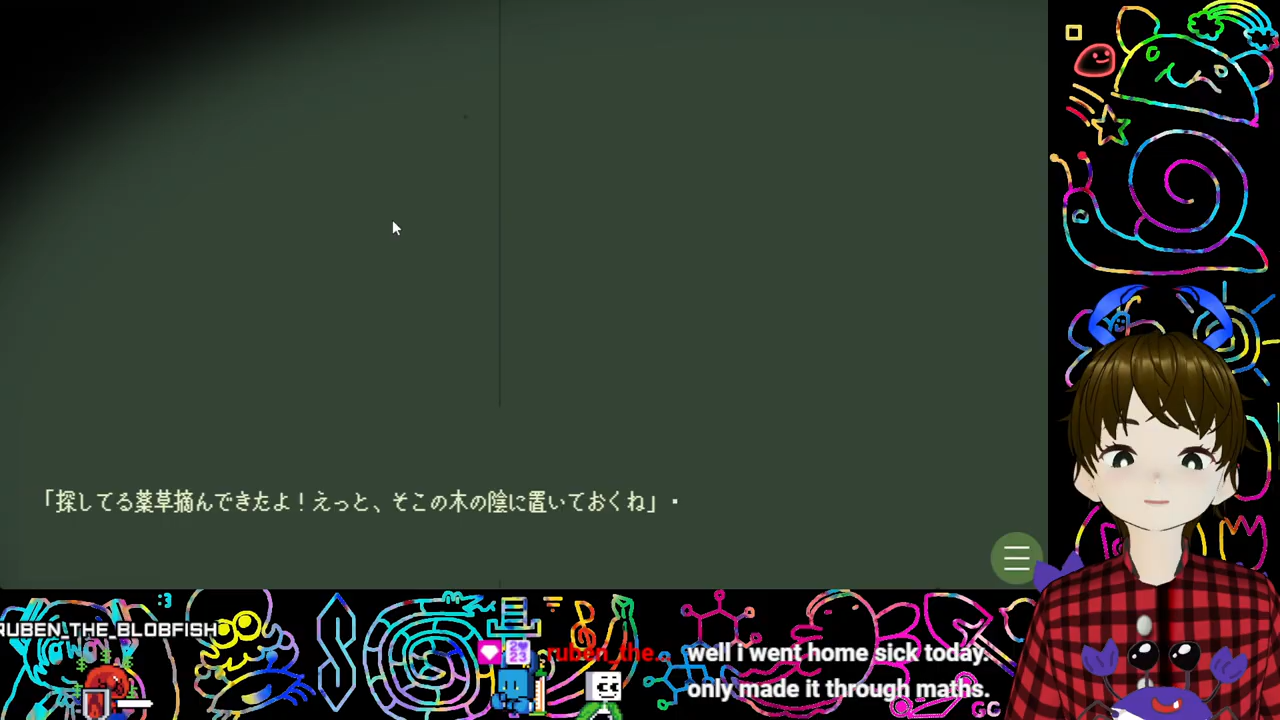 「探してる薬草摘んできたよ！えっと、そこの木の陰に置いておくね」
:3
RUBEN_THE_BLOBFISH
ruben_the... well i went home sick today.
only made it through maths.